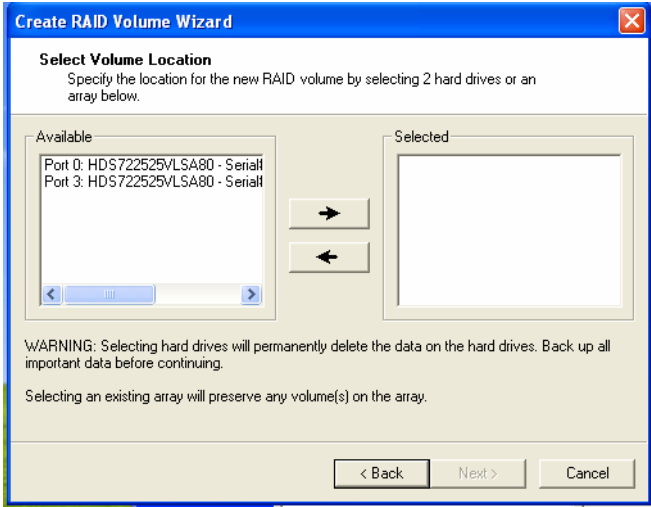 Create RAID Volume Wizard
Select Volume Location
Specify the location for the new RAID volume by selecting 2 hard drives or an
array below.
Available
Selected
Port 0: HDS722525VLSA80 - Serial#
Port 3: HDS722525VLSA80 - Serial#
WARNING: Selecting hard drives will permanently delete the data on the hard drives. Back up all
important data before continuing.
Selecting an existing array will preserve any volume(s) on the array.
< Back
Next >
Cancel